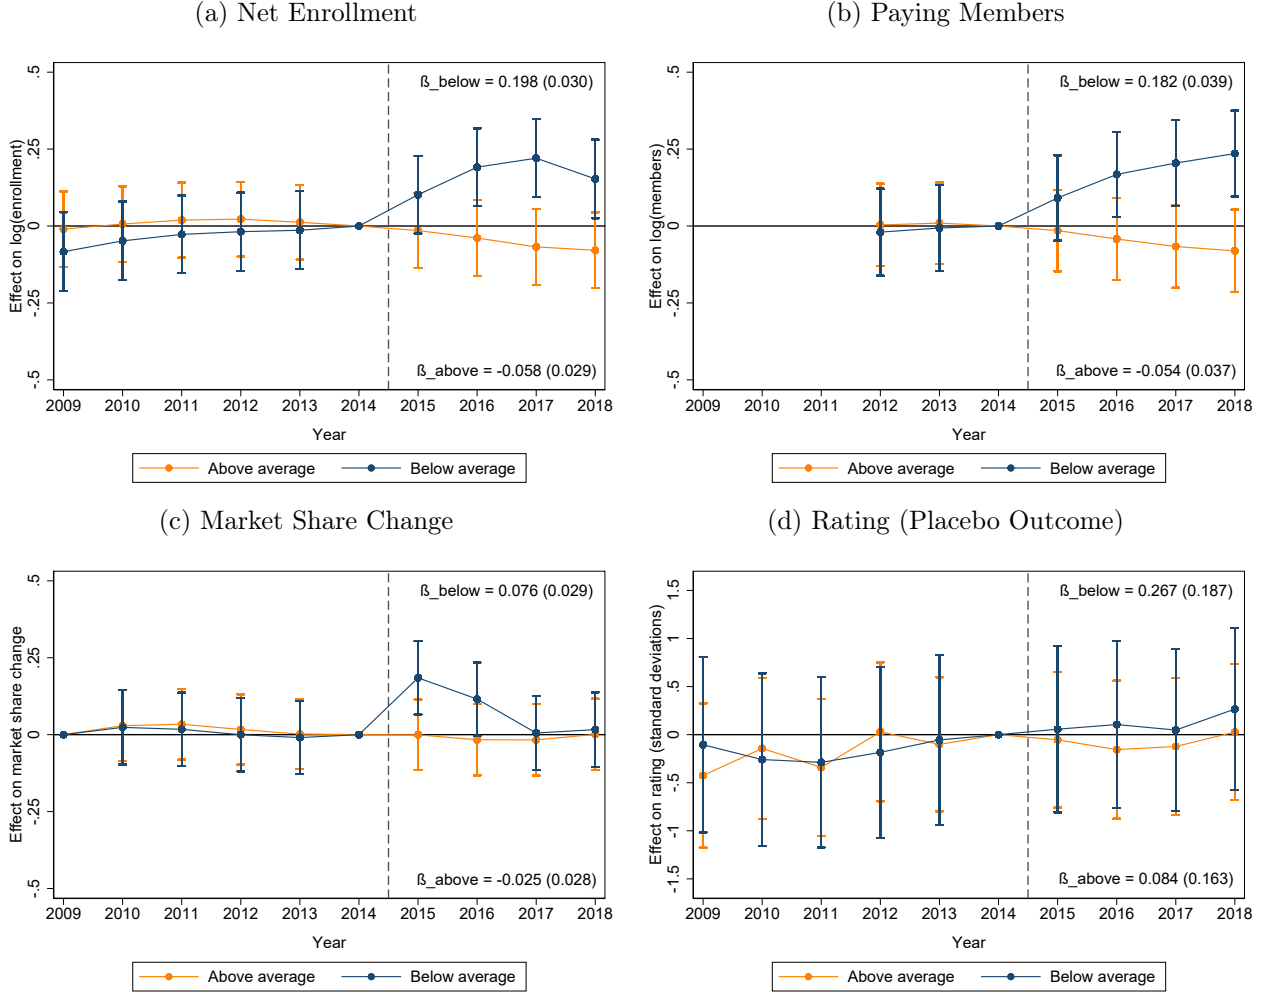 (a) Net Enrollment
Effect on log(enrollment)
.5
.25
0
-.25
-.5
ß_below = 0.198 (0.030)
ß_above = -0.058 (0.029)
2009 2010 2011 2012 2013 2014 2015 2016 2017 2018
Year
Above average Below average
(b) Paying Members
Effect on log(members)
.5
.25
0
-.25
-.5
ß_below = 0.182 (0.039)
ß_above = -0.054 (0.037)
2009 2010 2011 2012 2013 2014 2015 2016 2017 2018
Year
Above average Below average
(c) Market Share Change
Effect on market share change
.5
.25
0
-.25
-.5
ß_below = 0.076 (0.029)
ß_above = -0.025 (0.028)
2009 2010 2011 2012 2013 2014 2015 2016 2017 2018
Year
Above average Below average
(d) Rating (Placebo Outcome)
Effect on rating (standard deviations)
1.5
1
.5
0
-.5
-1
-1.5
ß_below = 0.267 (0.187)
ß_above = 0.084 (0.163)
2009 2010 2011 2012 2013 2014 2015 2016 2017 2018
Year
Above average Below average